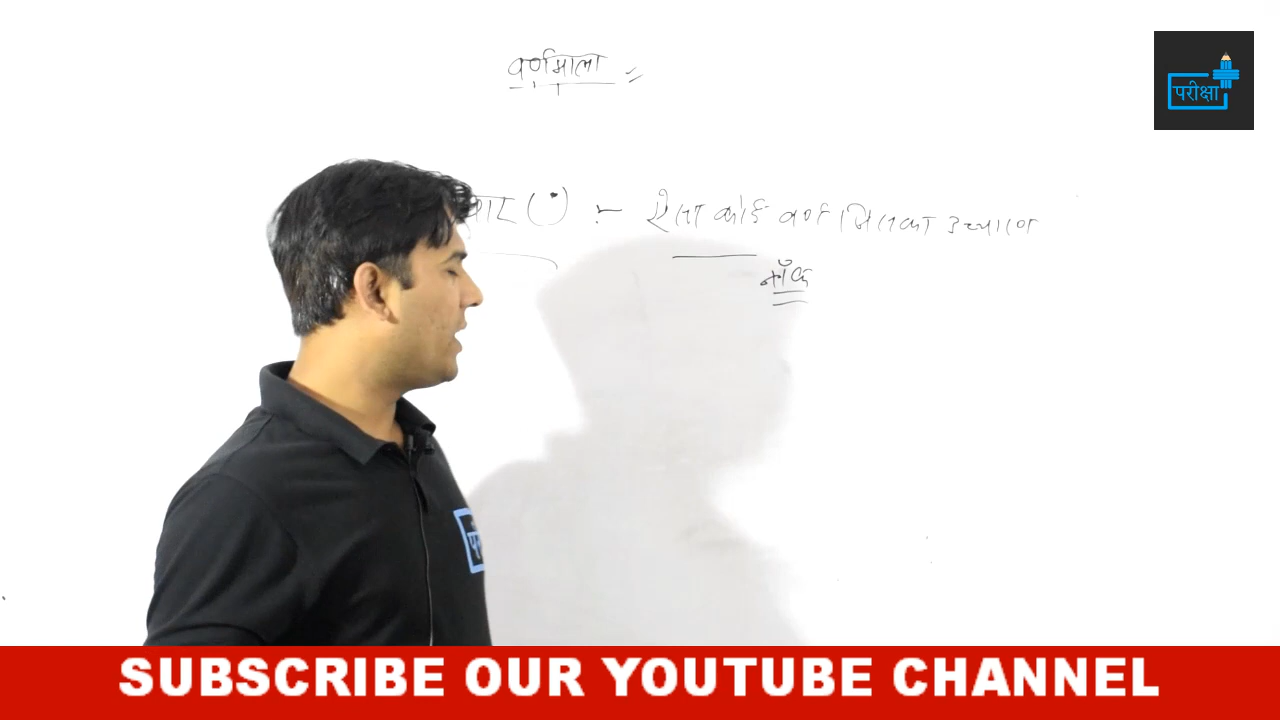 वर्णमाला =
परीक्षा
वार ( ं ) :- ऐसा कोई वर्ण जिसका उच्चारण
नाँक
SUBSCRIBE OUR YOUTUBE CHANNEL